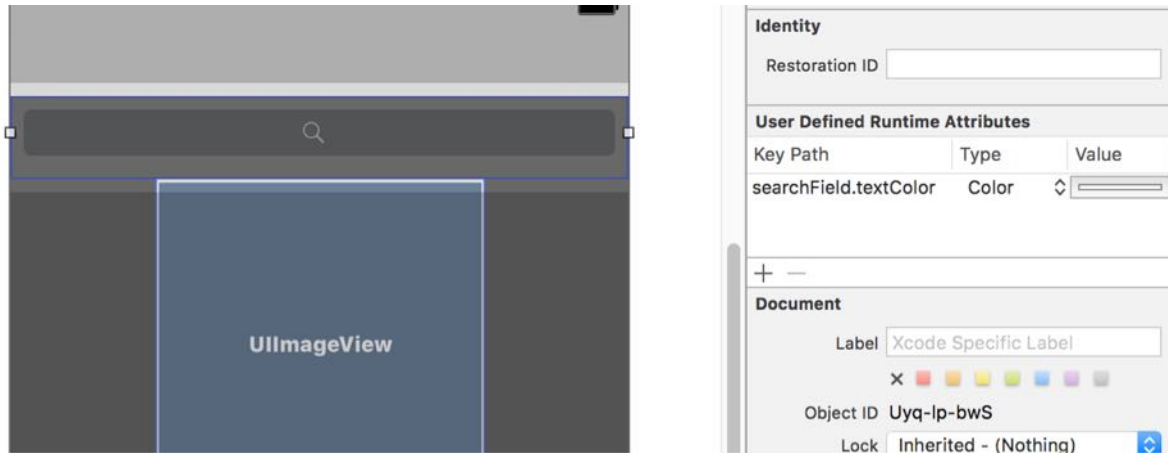 UIImageView
Identity
Restoration ID
User Defined Runtime Attributes
Key Path Type Value
searchField.textColor Color
Document
Label Xcode Specific Label
Object ID Uyq-lp-bwS
Lock Inherited - (Nothing)